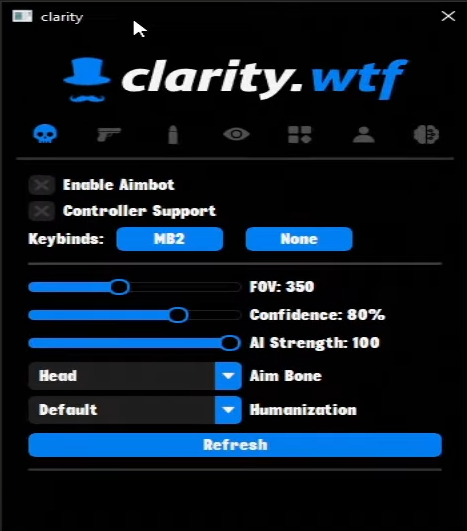 clarity
clarity.wtf
Enable Aimbot
Controller Support
Keybinds: MB2 None
FOV: 350
Confidence: 80%
AI Strength: 100
Head Aim Bone
Default Humanization
Refresh